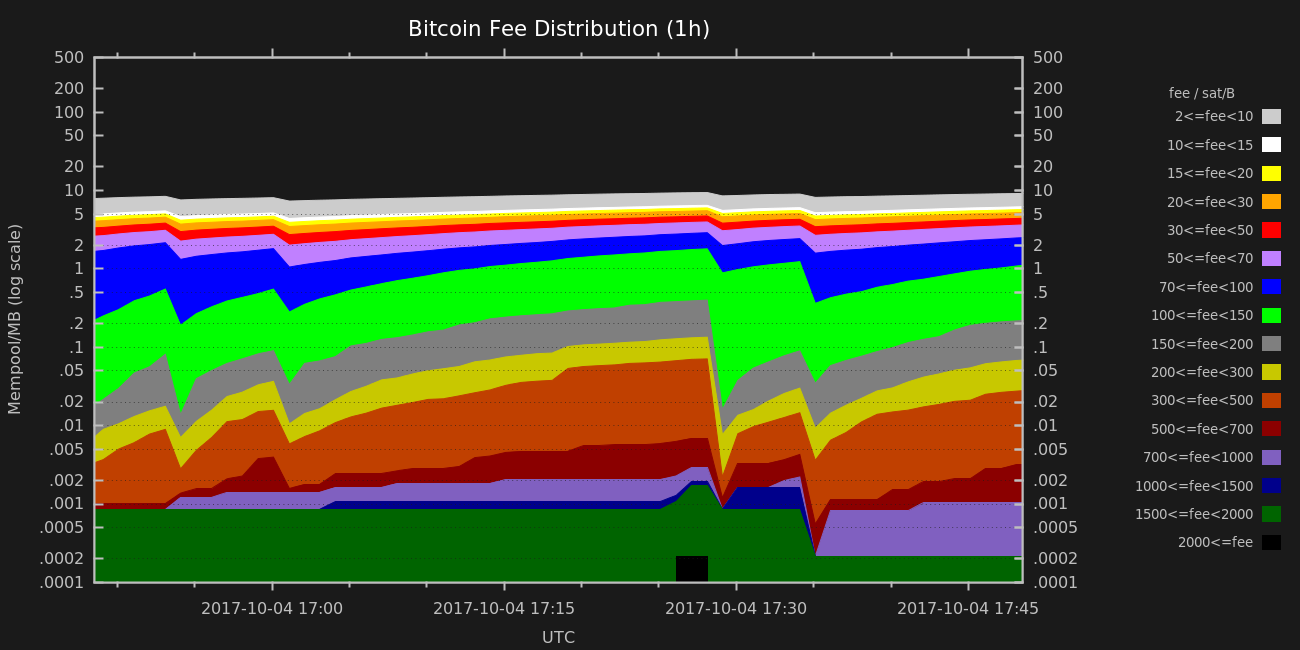 Bitcoin Fee Distribution (1h)
500 500
200 200
100 100
50 50
20 20
10 10
5 5
2 2
1 1
.5 .5
.2 .2
.1 .1
.05 .05
.02 .02
.01 .01
.005 .005
.002 .002
.001 .001
.0005 .0005
.0002 .0002
.0001 .0001
Mempool/MB (log scale)
2017-10-04 17:00 2017-10-04 17:15 2017-10-04 17:30 2017-10-04 17:45
UTC
fee / sat/B
2<=fee<10
10<=fee<15
15<=fee<20
20<=fee<30
30<=fee<50
50<=fee<70
70<=fee<100
100<=fee<150
150<=fee<200
200<=fee<300
300<=fee<500
500<=fee<700
700<=fee<1000
1000<=fee<1500
1500<=fee<2000
2000<=fee